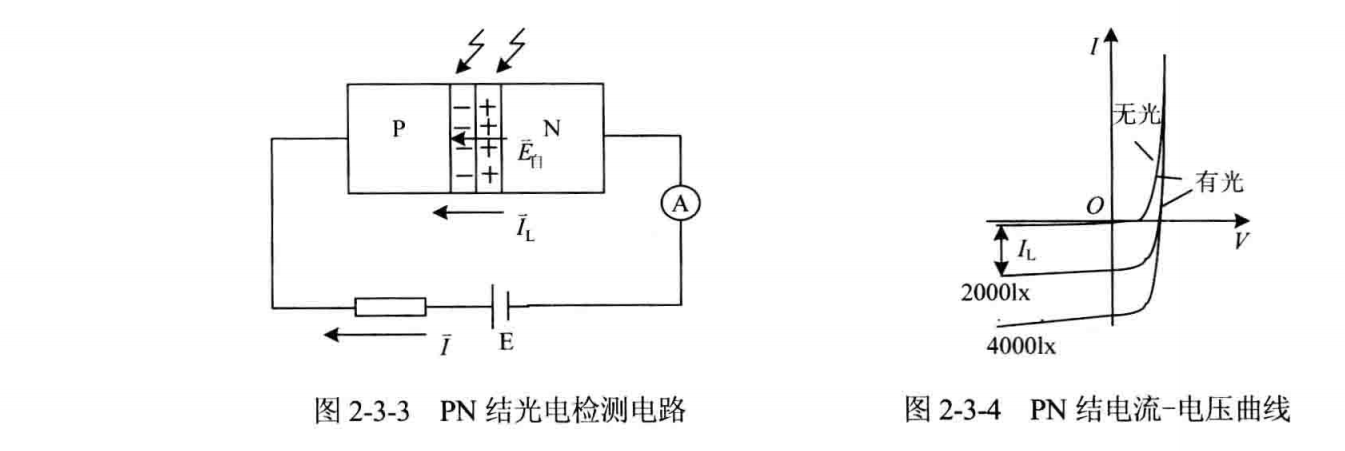 P
N
− +
− +
− +
− +
E自
A
I_L
I
E
图 2-3-3 PN 结光电检测电路
I
无光
有光
O
V
I_L
2000lx
4000lx
图 2-3-4 PN 结电流-电压曲线